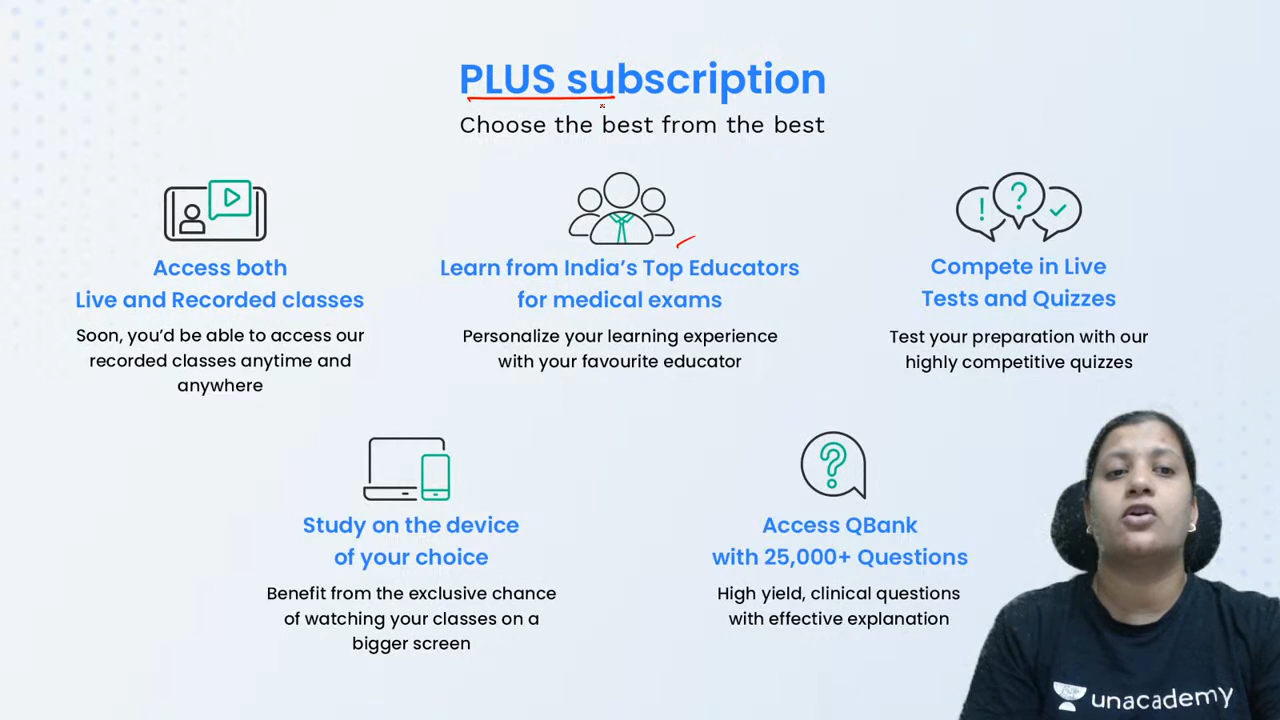 PLUS subscription
Choose the best from the best
Access both
Live and Recorded classes
Soon, you’d be able to access our
recorded classes anytime and
anywhere
Learn from India’s Top Educators
for medical exams
Personalize your learning experience
with your favourite educator
Compete in Live
Tests and Quizzes
Test your preparation with our
highly competitive quizzes
Study on the device
of your choice
Benefit from the exclusive chance
of watching your classes on a
bigger screen
Access QBank
with 25,000+ Questions
High yield, clinical questions
with effective explanation
unacademy